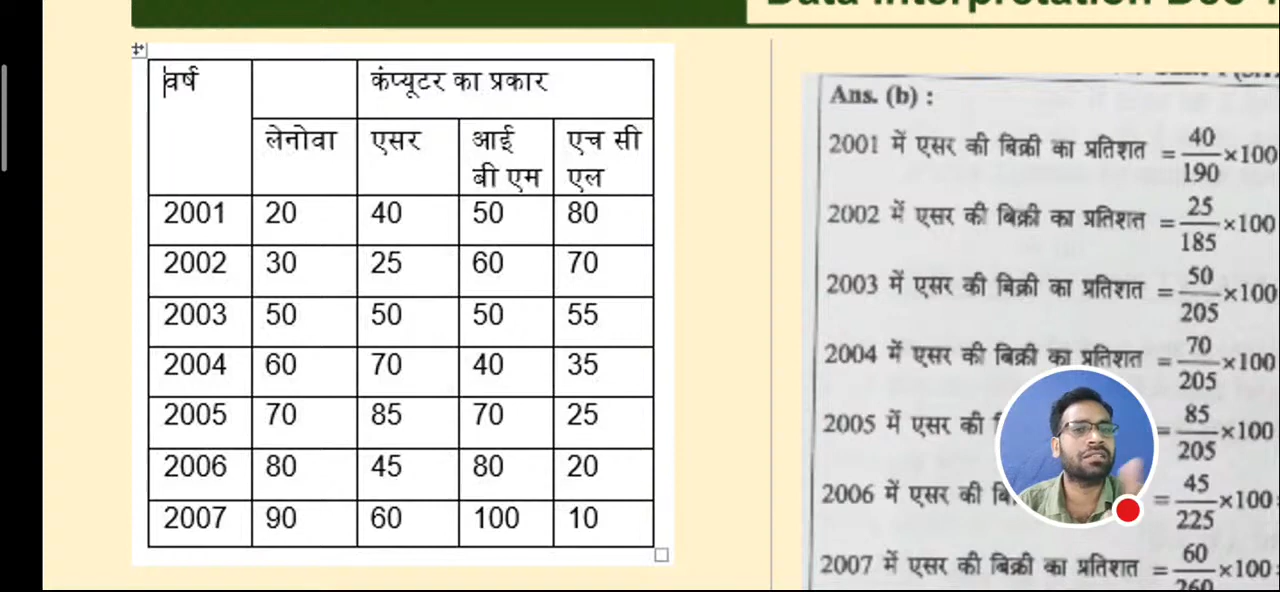 Data Interpretation Dec
वर्ष कंप्यूटर का प्रकार
लेनोवा एसर आई बी एम एच सी एल
2001 20 40 50 80
2002 30 25 60 70
2003 50 50 50 55
2004 60 70 40 35
2005 70 85 70 25
2006 80 45 80 20
2007 90 60 100 10
Ans. (b) :
2001 में एसर की बिक्री का प्रतिशत = 40/190 ×100
2002 में एसर की बिक्री का प्रतिशत = 25/185 ×100
2003 में एसर की बिक्री का प्रतिशत = 50/205 ×100
2004 में एसर की बिक्री का प्रतिशत = 70/205 ×100
2005 में एसर की = 85/205 ×100
2006 में एसर की = 45/225 ×100
2007 में एसर की बिक्री का प्रतिशत = 60/260 ×100